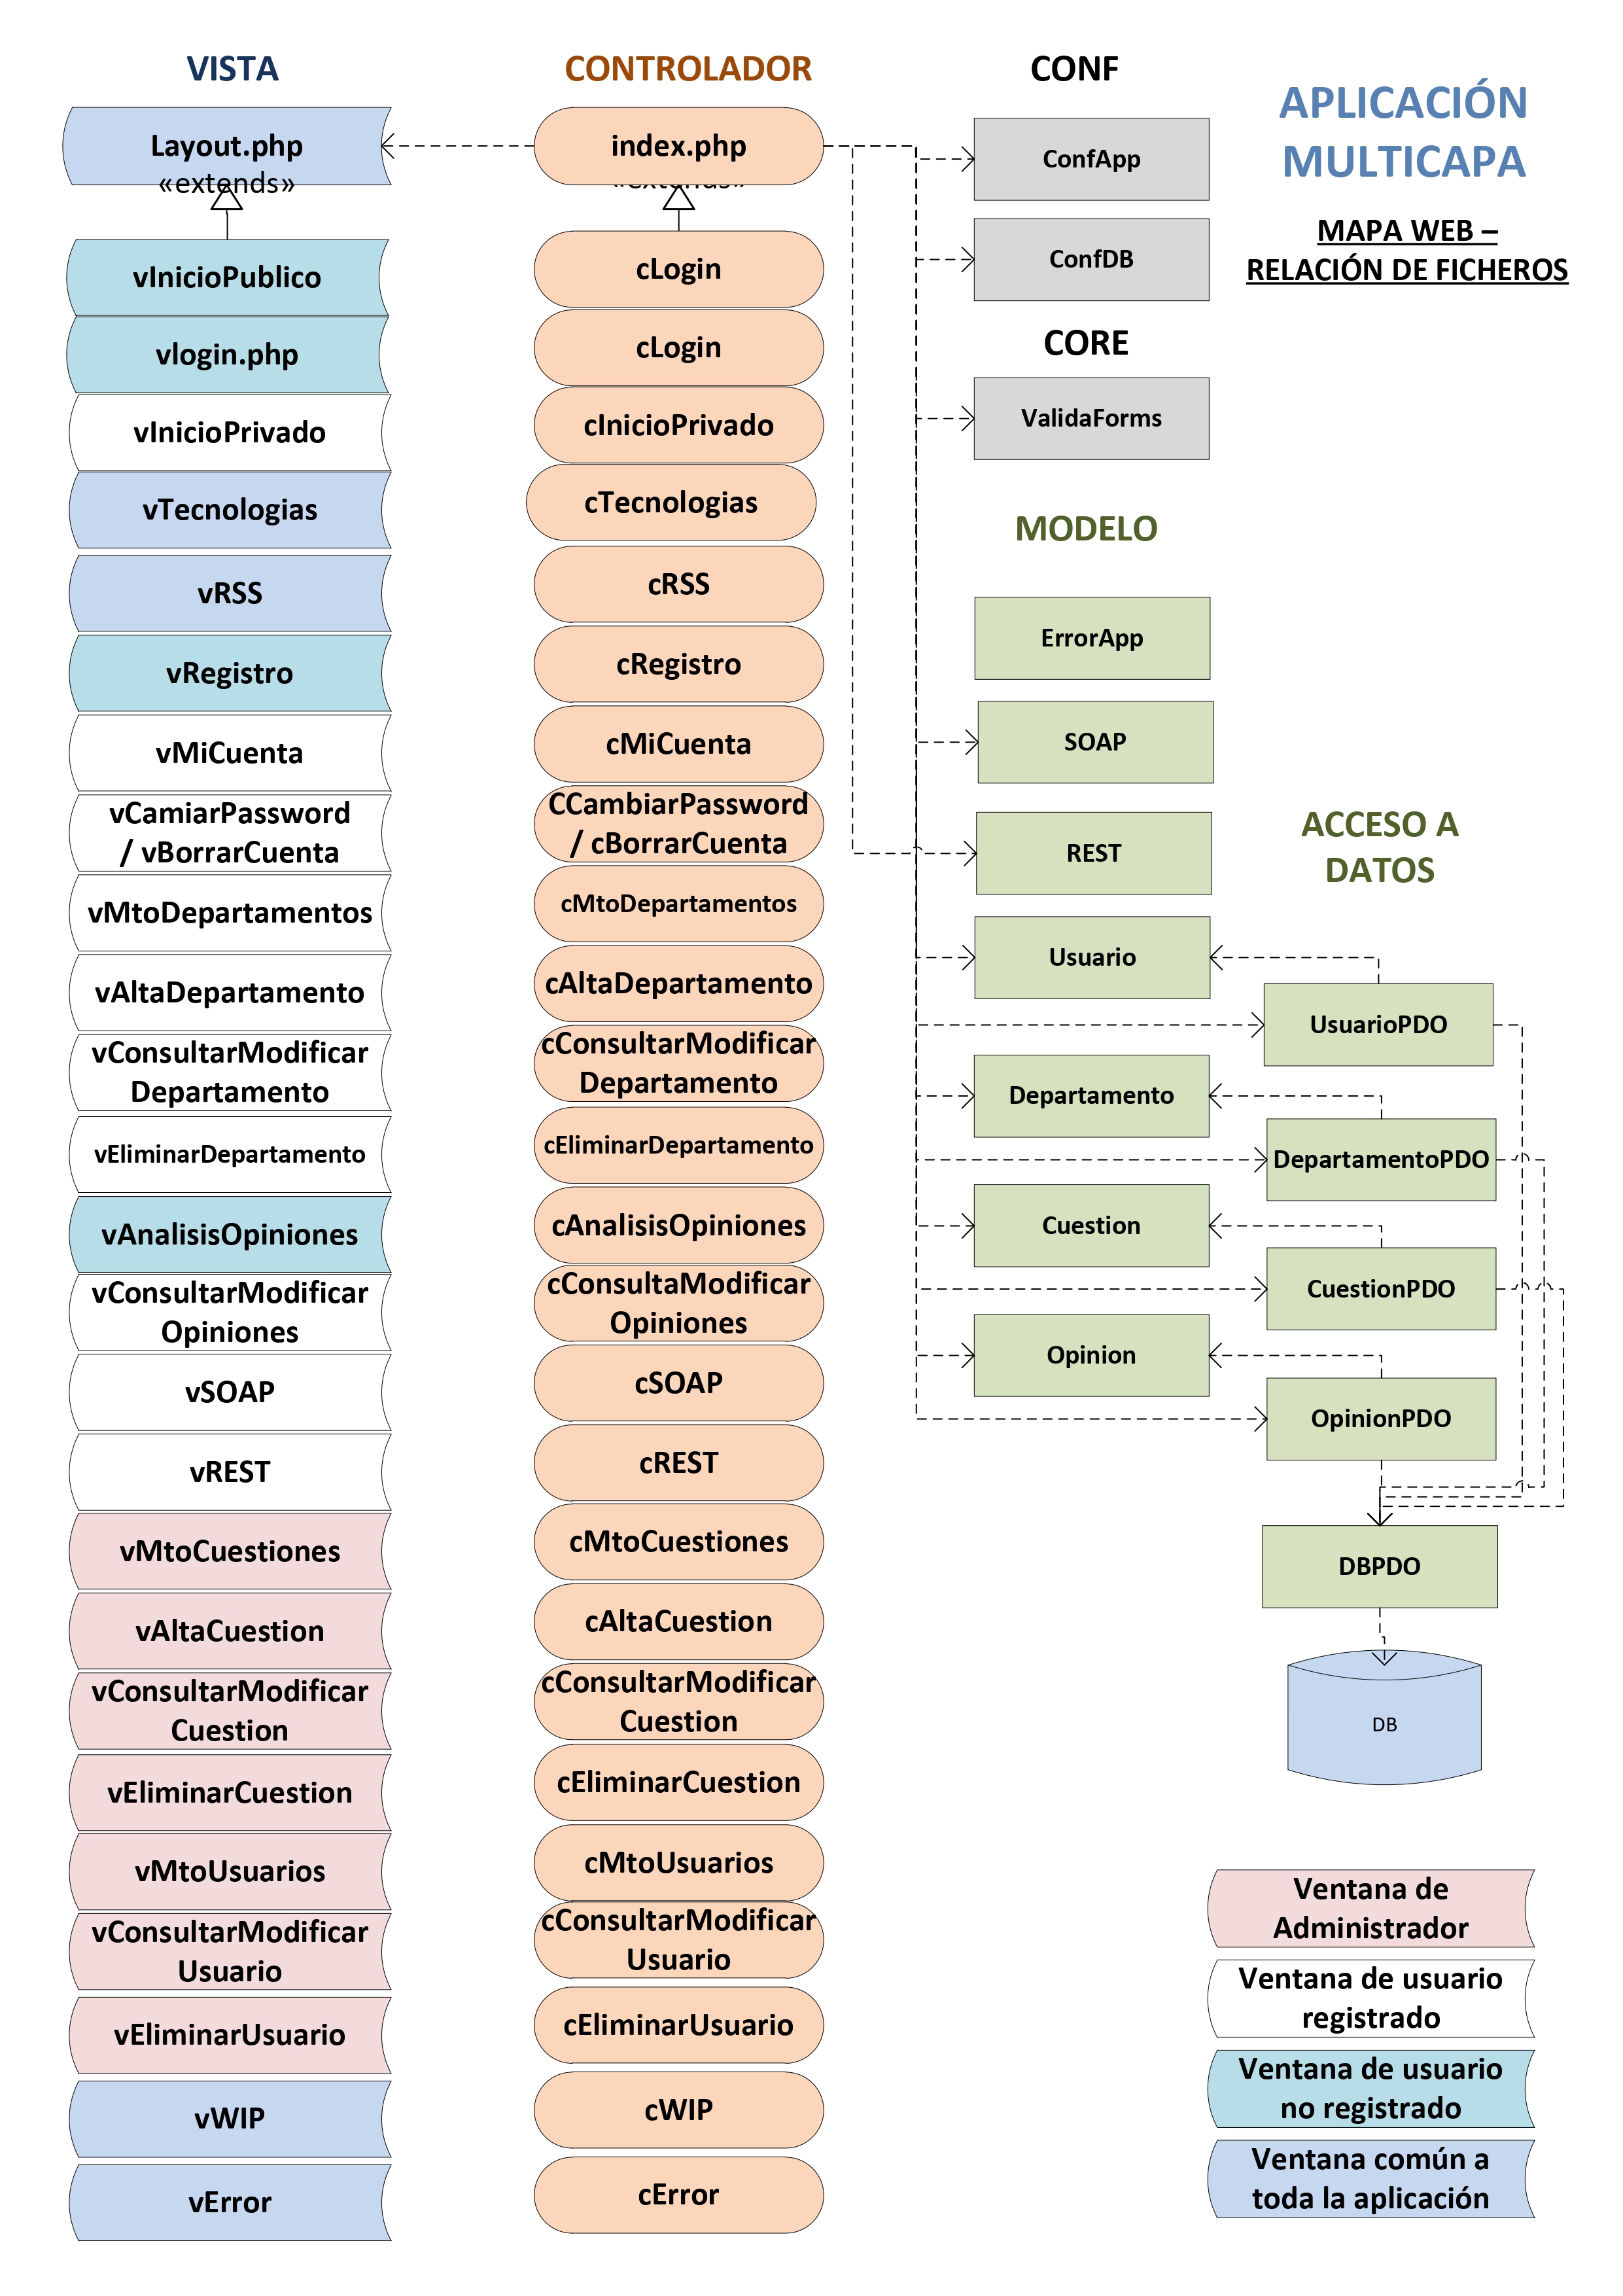 VISTA
Layout.php
«extends»
vInicioPublico
vlogin.php
vInicioPrivado
vTecnologias
vRSS
vRegistro
vMiCuenta
vCamiarPassword
/ vBorrarCuenta
vMtoDepartamentos
vAltaDepartamento
vConsultarModificar
Departamento
vEliminarDepartamento
vAnalisisOpiniones
vConsultarModificar
Opiniones
vSOAP
vREST
vMtoCuestiones
vAltaCuestion
vConsultarModificar
Cuestion
vEliminarCuestion
vMtoUsuarios
vConsultarModificar
Usuario
vEliminarUsuario
vWIP
vError
CONTROLADOR
index.php
«extends»
cLogin
cLogin
cInicioPrivado
cTecnologias
cRSS
cRegistro
cMiCuenta
CCambiarPassword
/ cBorrarCuenta
cMtoDepartamentos
cAltaDepartamento
cConsultarModificar
Departamento
cEliminarDepartamento
cAnalisisOpiniones
cConsultaModificar
Opiniones
cSOAP
cREST
cMtoCuestiones
cAltaCuestion
cConsultarModificar
Cuestion
cEliminarCuestion
cMtoUsuarios
cConsultarModificar
Usuario
cEliminarUsuario
cWIP
cError
CONF
ConfApp
ConfDB
CORE
ValidaForms
MODELO
ErrorApp
SOAP
REST
Usuario
Departamento
Cuestion
Opinion
APLICACIÓN
MULTICAPA
MAPA WEB –
RELACIÓN DE FICHEROS
ACCESO A
DATOS
UsuarioPDO
DepartamentoPDO
CuestionPDO
OpinionPDO
DBPDO
DB
Ventana de
Administrador
Ventana de usuario
registrado
Ventana de usuario
no registrado
Ventana común a
toda la aplicación